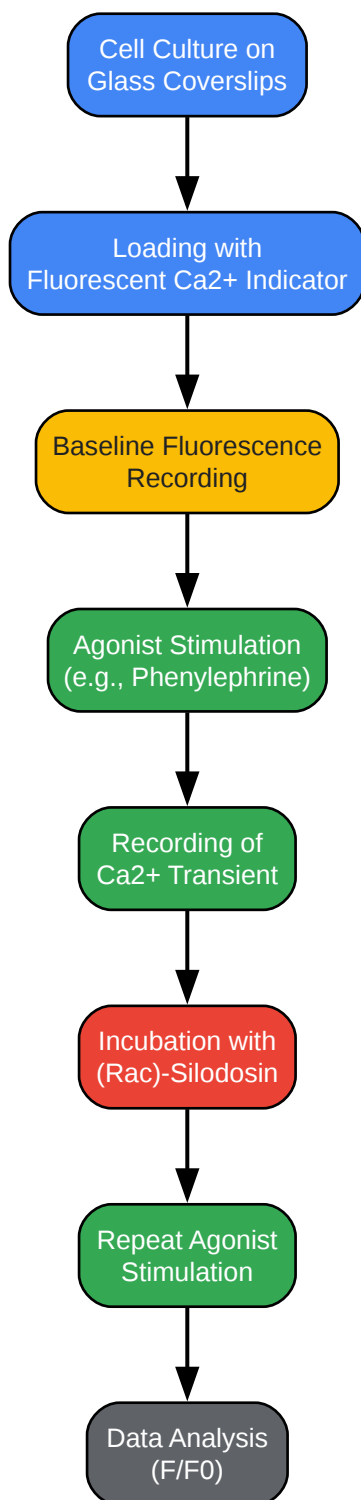 Cell Culture on
Glass Coverslips
Loading with
Fluorescent Ca2+ Indicator
Baseline Fluorescence
Recording
Agonist Stimulation
(e.g., Phenylephrine)
Recording of
Ca2+ Transient
Incubation with
(Rac)-Silodosin
Repeat Agonist
Stimulation
Data Analysis
(F/F0)